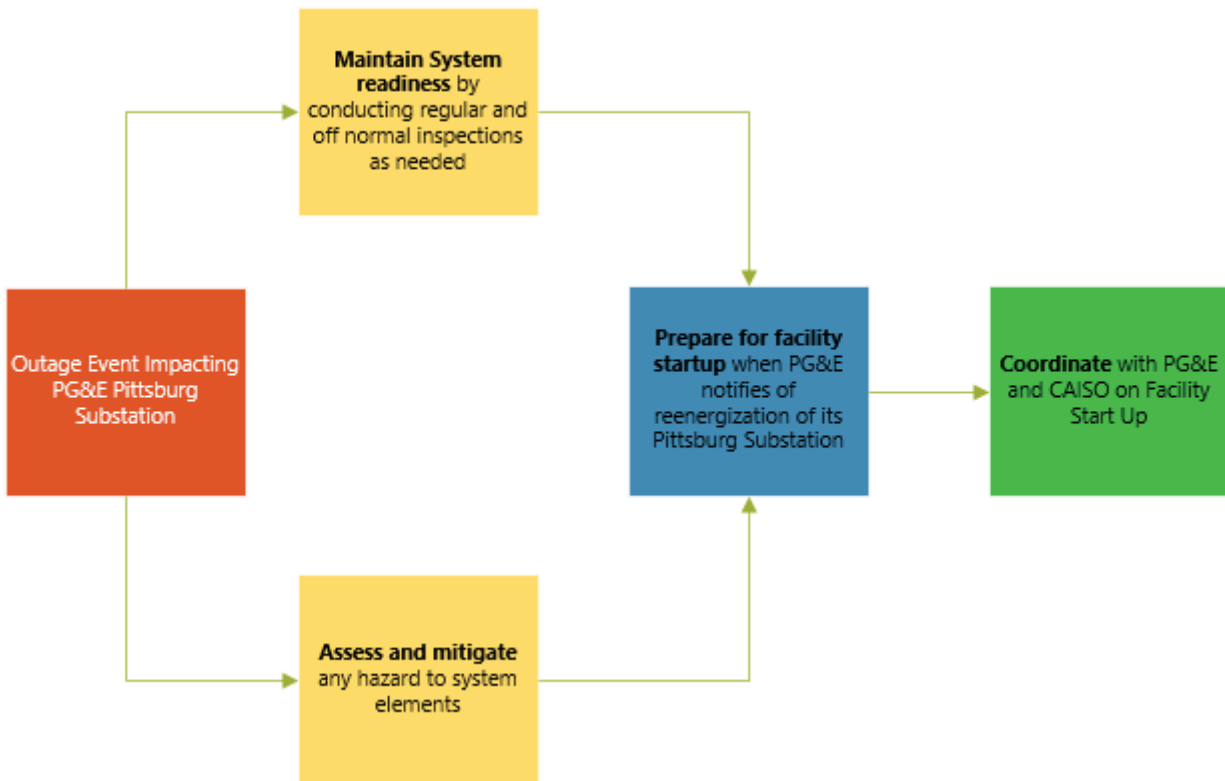 Maintain System
readiness by
conducting regular and
off normal inspections
as needed
Outage Event Impacting
PG&E Pittsburg
Substation
Assess and mitigate
any hazard to system
elements
Prepare for facility
startup when PG&E
notifies of
reenergization of its
Pittsburg Substation
Coordinate with PG&E
and CAISO on Facility
Start Up